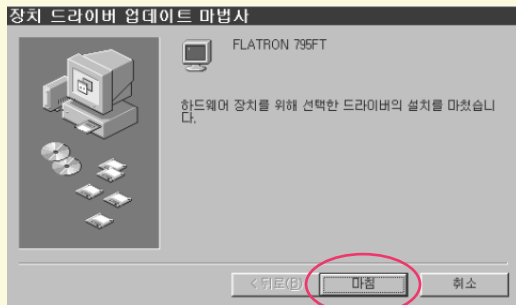 장치 드라이버 업데이트 마법사
FLATRON 795FT
하드웨어 장치를 위해 선택한 드라이버의 설치를 마쳤습니
다.
< 뒤로(B)
마침
취소